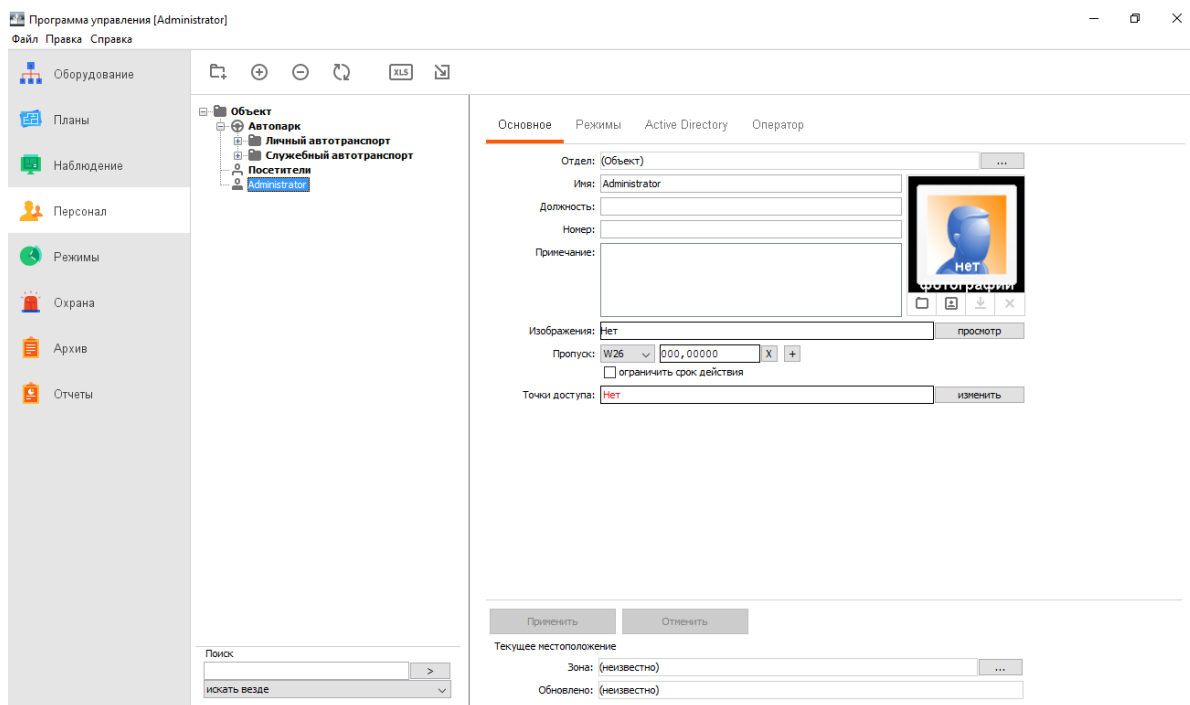 Программа управления [Administrator]
Файл Правка Справка
Оборудование
Планы
Наблюдение
Персонал
Режимы
Охрана
Архив
Отчеты
XLS
Объект
Автопарк
Личный автотранспорт
Служебный автотранспорт
Посетители
Administrator
Поиск
>
искать везде
Основное Режимы Active Directory Оператор
Отдел: (Объект) ...
Имя: Administrator
Должность:
Номер:
Примечание:
нет
фотографии
Изображения: Нет просмотр
Пропуск: W26 000,00000 X +
ограничить срок действия
Точки доступа: Нет изменить
Применить Отменить
Текущее местоположение
Зона: (неизвестно) ...
Обновлено: (неизвестно)